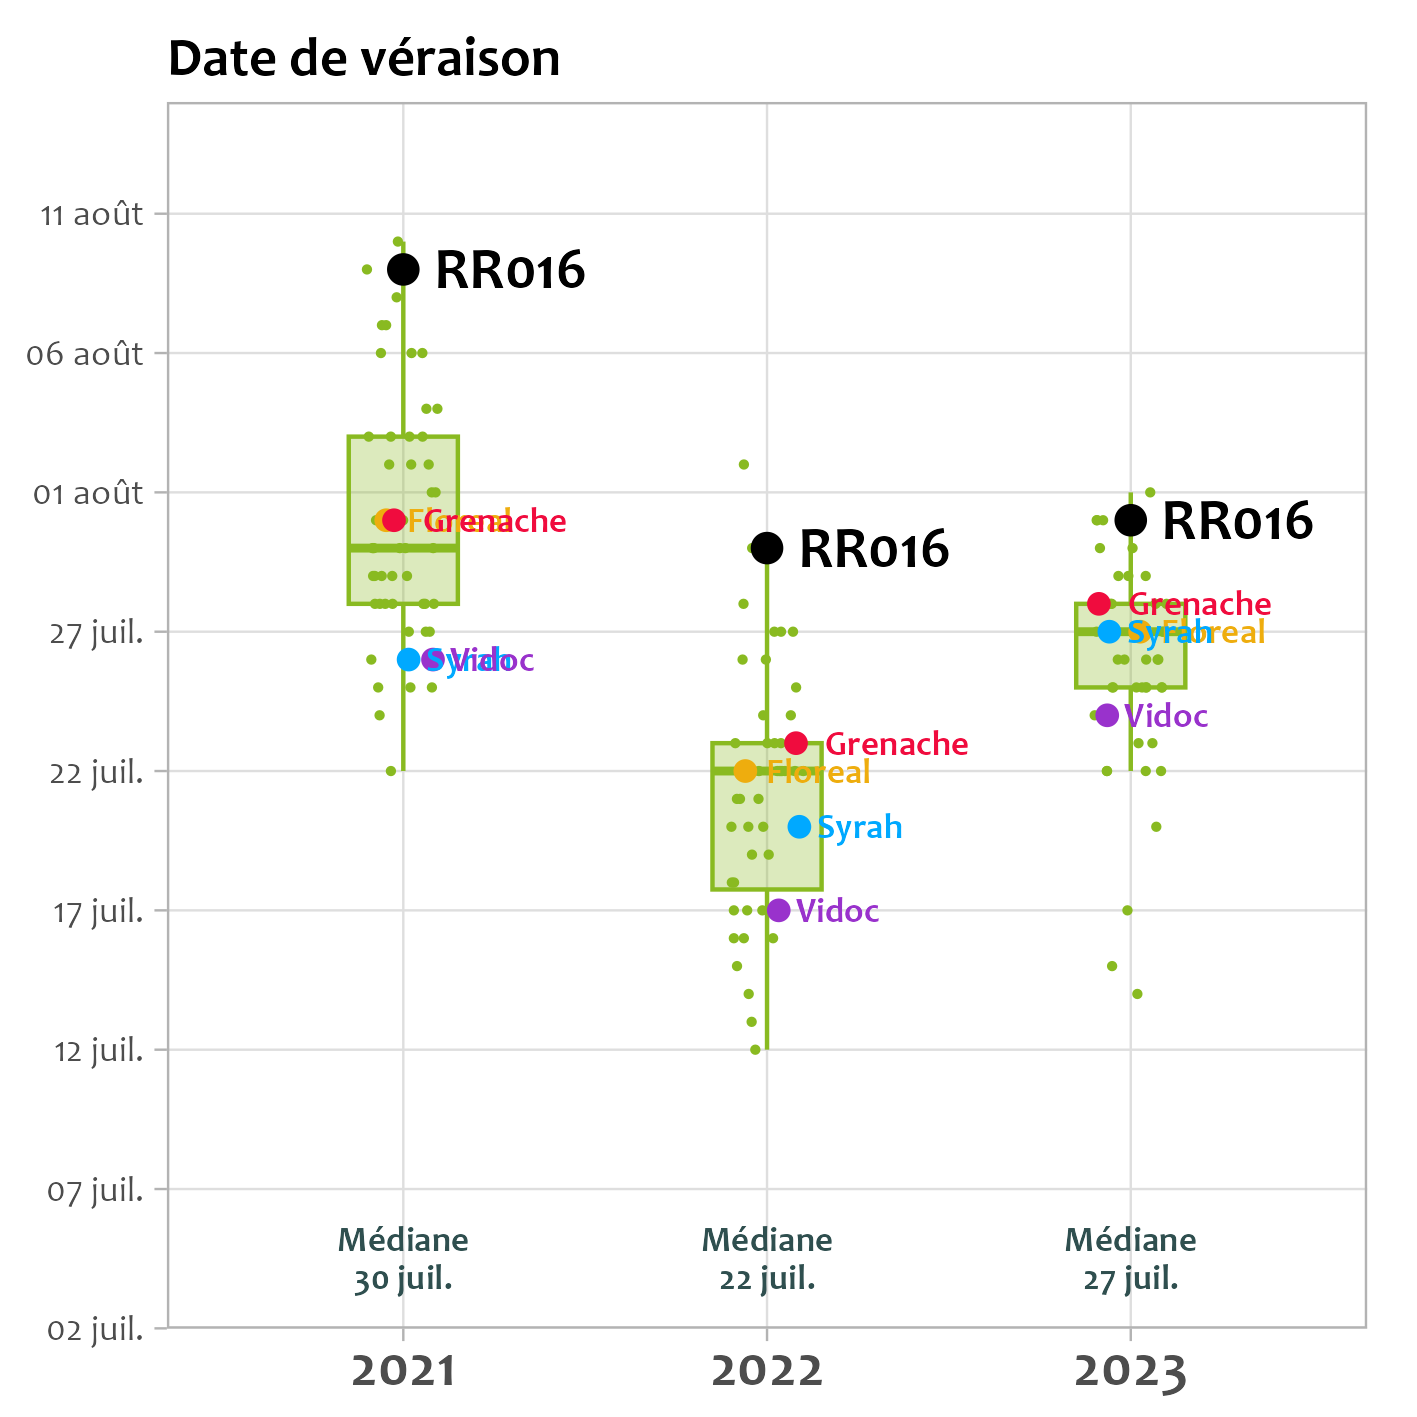 Date de véraison
11 août
06 août
01 août
27 juil.
22 juil.
17 juil.
12 juil.
07 juil.
02 juil.
RR016
Floreal
Grenache
Syrah
Vidoc
RR016
Grenache
Floreal
Syrah
Vidoc
RR016
Grenache
Syrah
Floreal
Vidoc
Médiane
30 juil.
Médiane
22 juil.
Médiane
27 juil.
2021
2022
2023